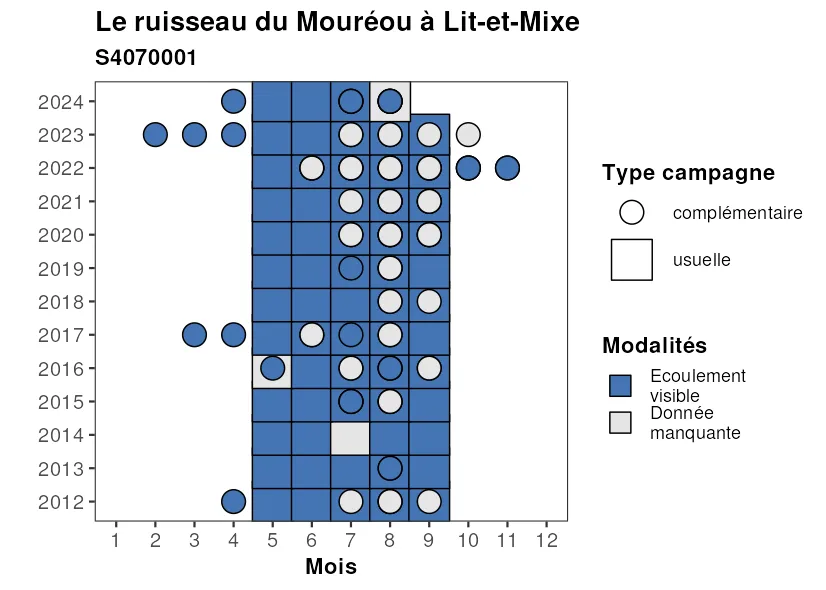 Le ruisseau du Mouréou à Lit-et-Mixe
S4070001
2024
2023
2022
2021
2020
2019
2018
2017
2016
2015
2014
2013
2012
1 2 3 4 5 6 7 8 9 10 11 12
Mois
Type campagne
complémentaire
usuelle
Modalités
Ecoulement
visible
Donnée
manquante